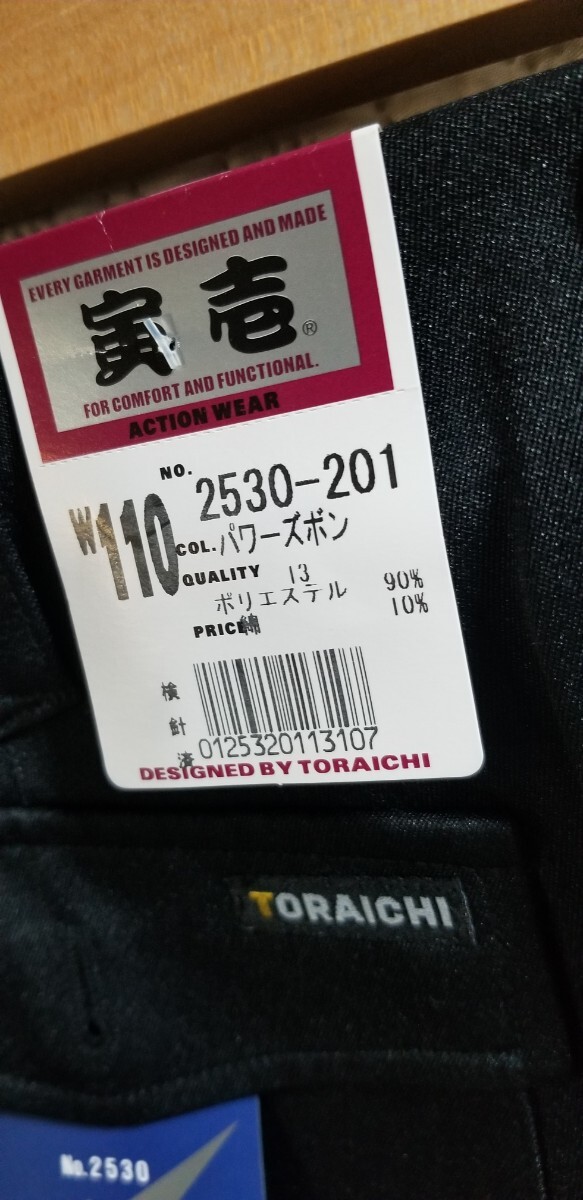 EVERY GARMENT IS DESIGNED AND MADE
寅壱®
FOR COMFORT AND FUNCTIONAL.
ACTION WEAR
NO. 2530-201
W110
COL. パワーズボン
QUALITY 13
ポリエステル 90%
綿 10%
PRICE
検針済
0125320113107
DESIGNED BY TORAICHI
TORAICHI
No.2530